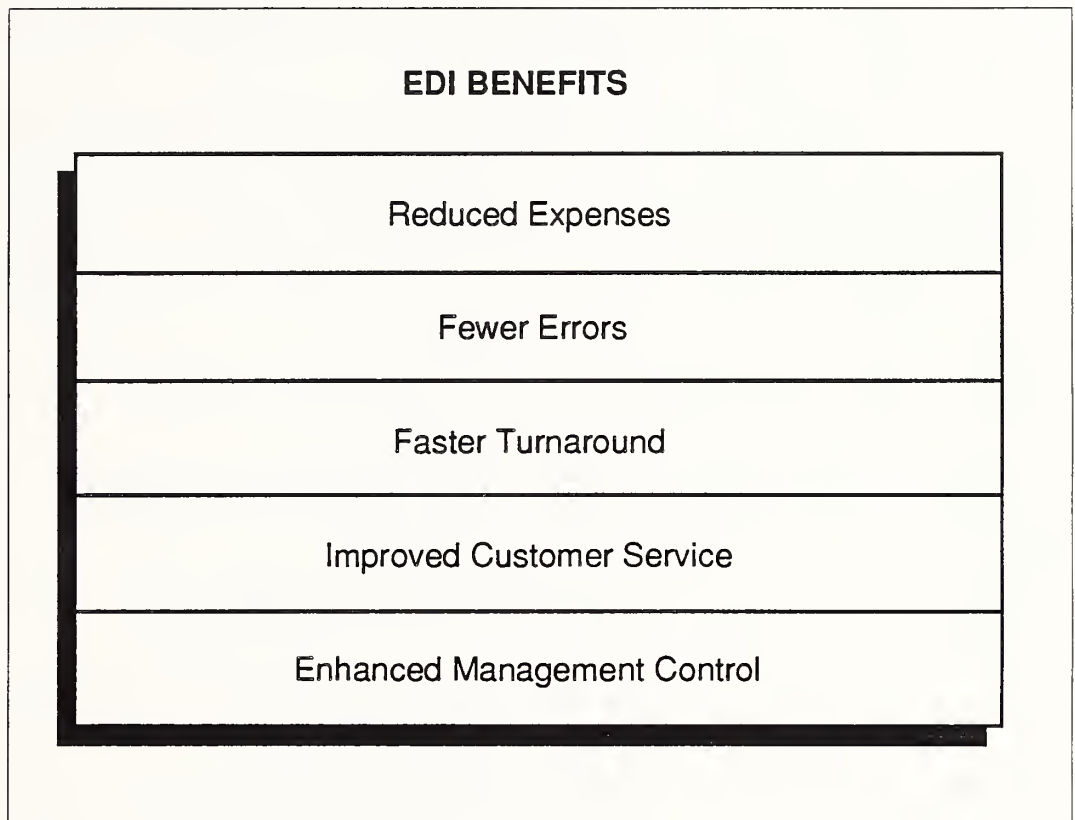 EDI BENEFITS
Reduced Expenses
Fewer Errors
Faster Turnaround
Improved Customer Service
Enhanced Management Control